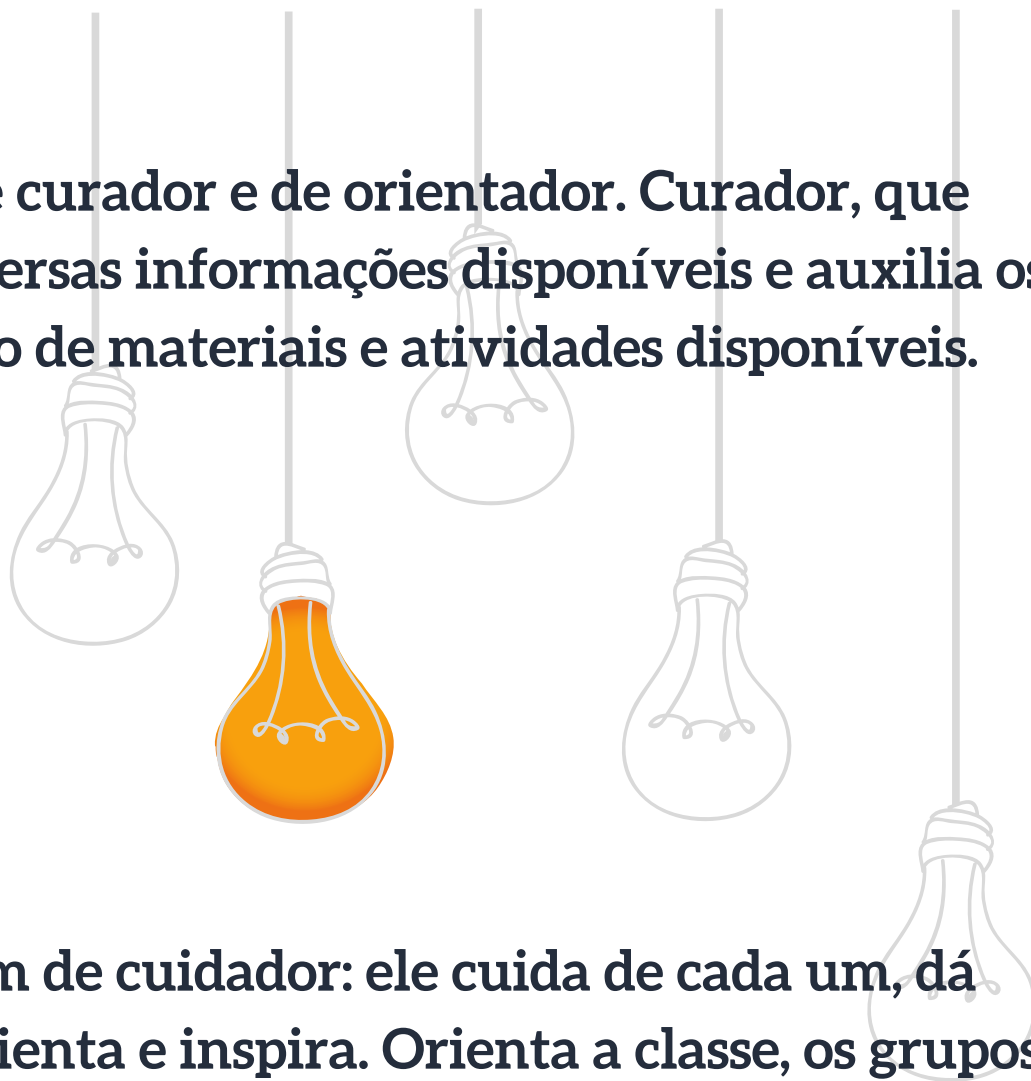 curador e de orientador. Curador, que
ersas informações disponíveis e auxilia os
o de materiais e atividades disponíveis.
m de cuidador: ele cuida de cada um, dá
ienta e inspira. Orienta a classe, os grupos